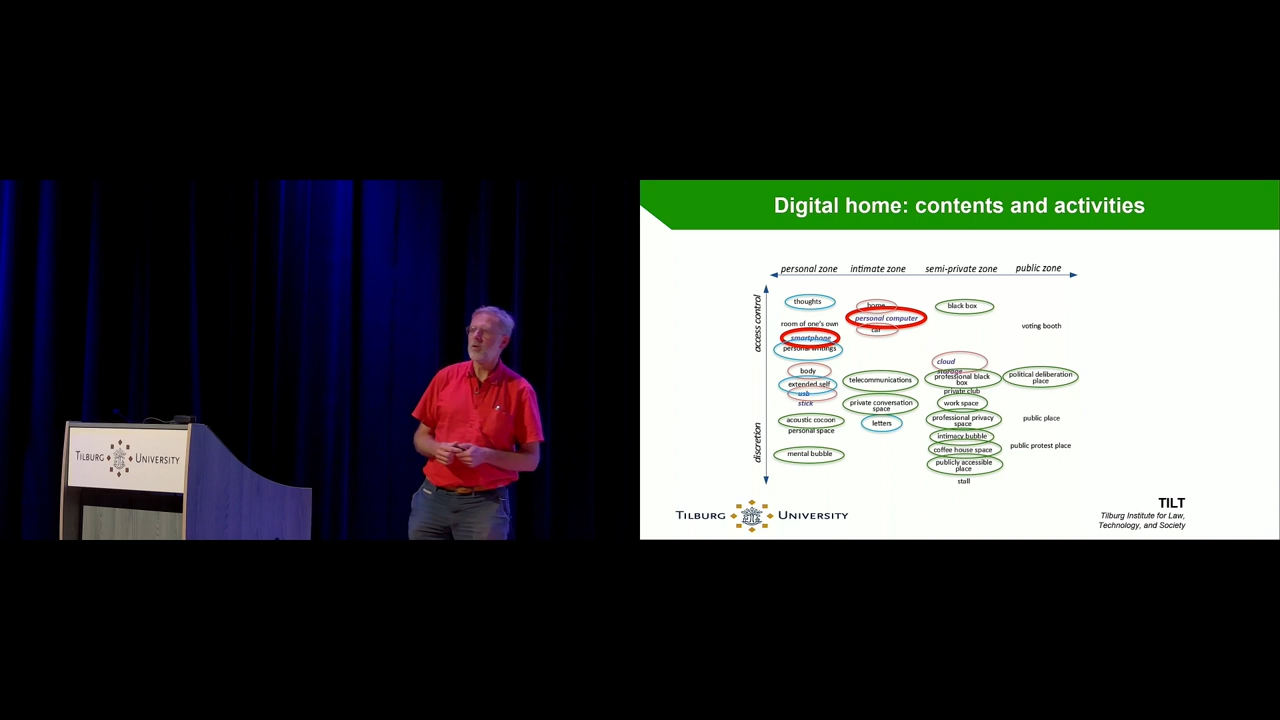 TILBURG UNIVERSITY
Digital home: contents and activities
personal zone intimate zone semi-private zone public zone
access control
discretion
thoughts
room of one's own
smartphone
personal writings
body
extended self
usb
stick
acoustic cocoon
personal space
mental bubble
home
personal computer
car
telecommunications
private conversation
space
letters
black box
cloud
storage
professional black
box
private club
work space
professional privacy
space
intimacy bubble
coffee house space
publicly accessible
place
stall
voting booth
political deliberation
place
public place
public protest place
TILBURG UNIVERSITY
TILT
Tilburg Institute for Law,
Technology, and Society